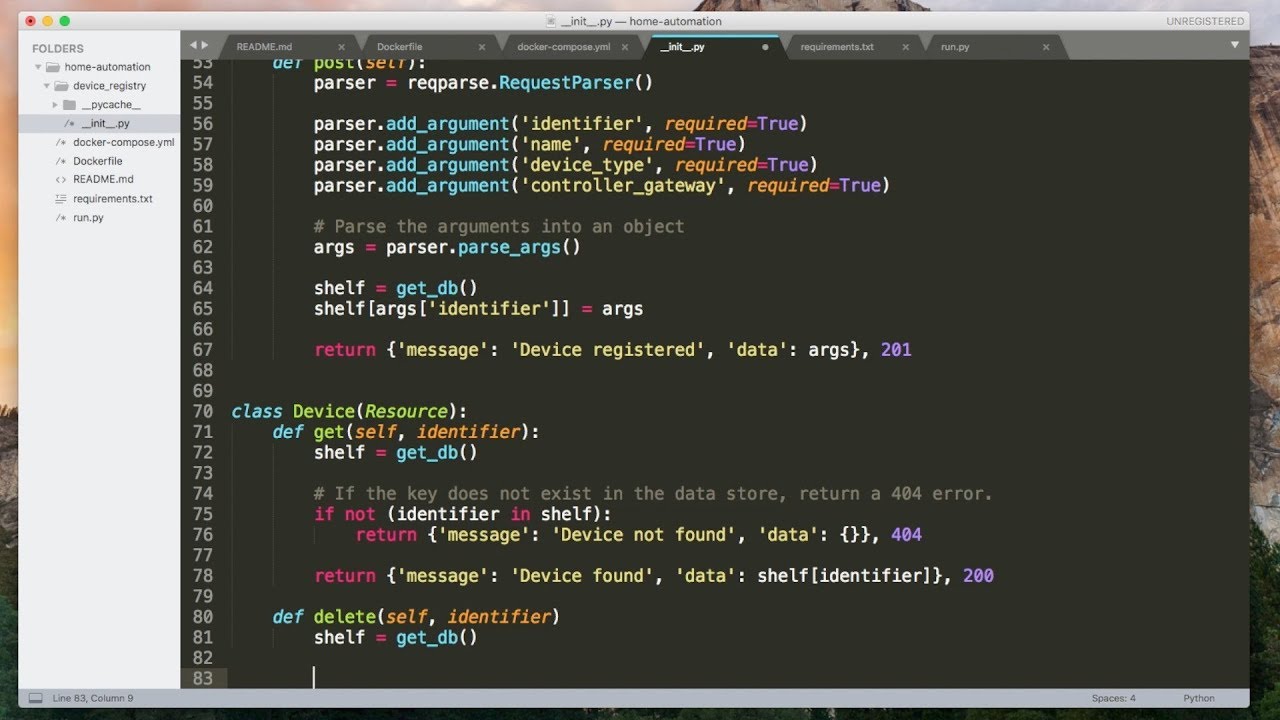 __init__.py — home-automation
UNREGISTERED
FOLDERS
home-automation
device_registry
__pycache__
__init__.py
docker-compose.yml
Dockerfile
README.md
requirements.txt
run.py
README.md
Dockerfile
docker-compose.yml
__init__.py
requirements.txt
run.py
53 def post(self):
54 parser = reqparse.RequestParser()
55
56 parser.add_argument('identifier', required=True)
57 parser.add_argument('name', required=True)
58 parser.add_argument('device_type', required=True)
59 parser.add_argument('controller_gateway', required=True)
60
61 # Parse the arguments into an object
62 args = parser.parse_args()
63
64 shelf = get_db()
65 shelf[args['identifier']] = args
66
67 return {'message': 'Device registered', 'data': args}, 201
68
69
70 class Device(Resource):
71 def get(self, identifier):
72 shelf = get_db()
73
74 # If the key does not exist in the data store, return a 404 error.
75 if not (identifier in shelf):
76 return {'message': 'Device not found', 'data': {}}, 404
77
78 return {'message': 'Device found', 'data': shelf[identifier]}, 200
79
80 def delete(self, identifier)
81 shelf = get_db()
82
83
Line 83, Column 9
Spaces: 4
Python